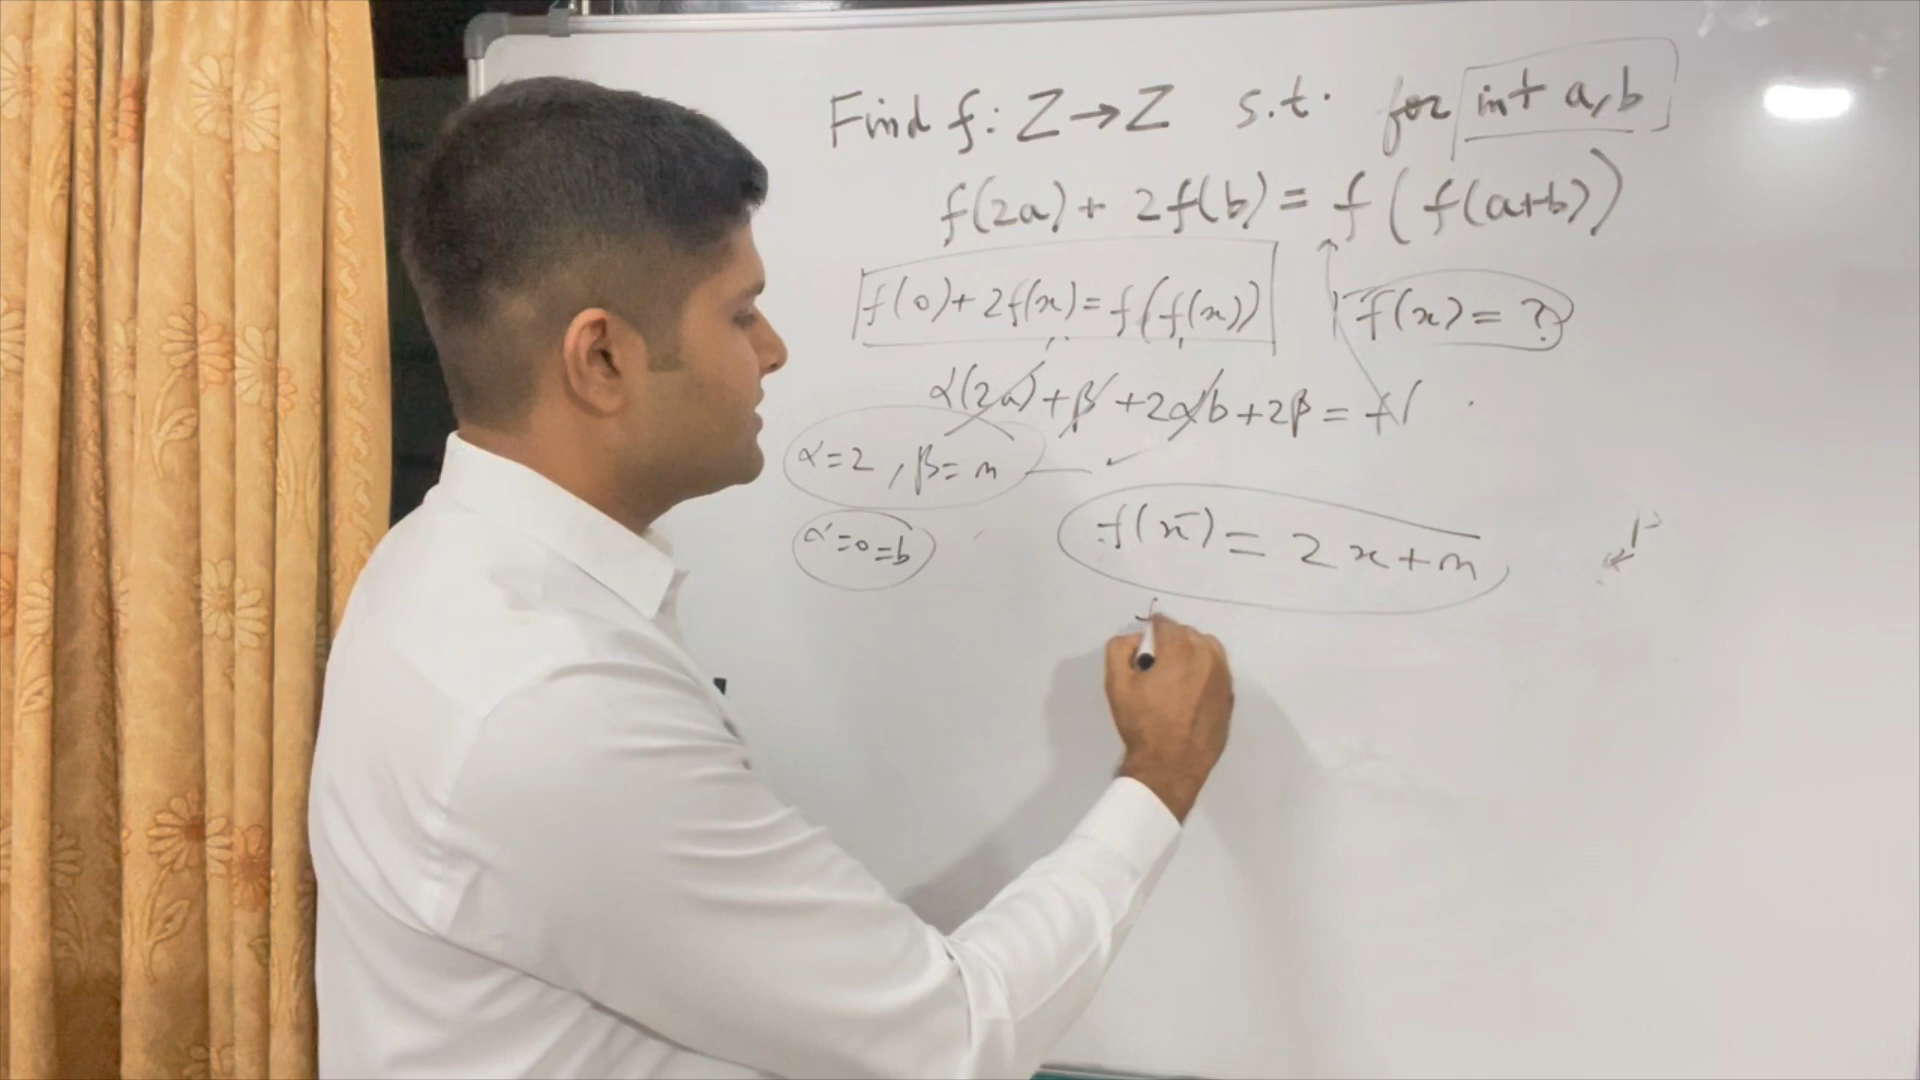 Find f: Z→Z s.t. for int a,b
f(2a) + 2f(b) = f(f(a+b))
f(0) + 2f(x) = f(f(x))
f(x) = ?
α(2a) + β + 2αb + 2β = f(
α=2, β=m
α=0=b
f(x) = 2x+m